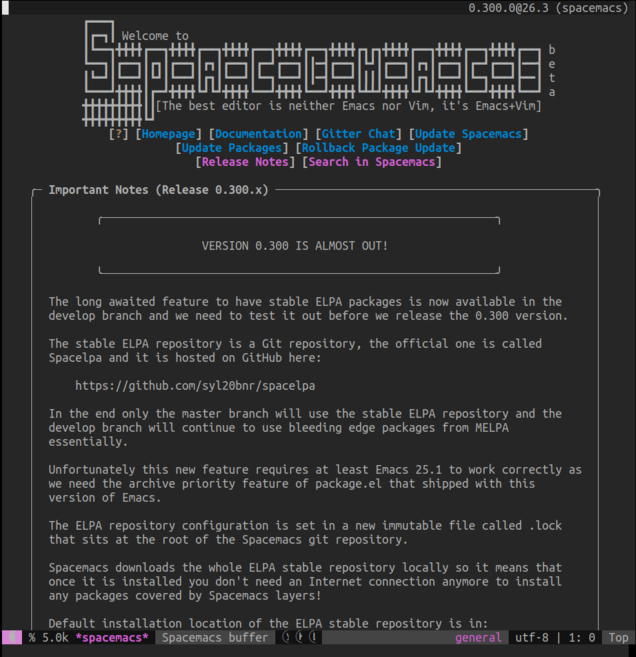 0.300.0@26.3 (spacemacs)
Welcome to
beta
[The best editor is neither Emacs nor Vim, it's Emacs+Vim]
[?] [Homepage] [Documentation] [Gitter Chat] [Update Spacemacs]
[Update Packages] [Rollback Package Update]
[Release Notes] [Search in Spacemacs]
Important Notes (Release 0.300.x)
VERSION 0.300 IS ALMOST OUT!
The long awaited feature to have stable ELPA packages is now available in the
develop branch and we need to test it out before we release the 0.300 version.
The stable ELPA repository is a Git repository, the official one is called
Spacelpa and it is hosted on GitHub here:
https://github.com/syl20bnr/spacelpa
In the end only the master branch will use the stable ELPA repository and the
develop branch will continue to use bleeding edge packages from MELPA
essentially.
Unfortunately this new feature requires at least Emacs 25.1 to work correctly as
we need the archive priority feature of package.el that shipped with this
version of Emacs.
The ELPA repository configuration is set in a new immutable file called .lock
that sits at the root of the Spacemacs git repository.
Spacemacs downloads the whole ELPA stable repository locally so it means that
once it is installed you don't need an Internet connection anymore to install
any packages covered by Spacemacs layers!
Default installation location of the ELPA stable repository is in:
% 5.0k *spacemacs* Spacemacs buffer general utf-8 | 1: 0 Top